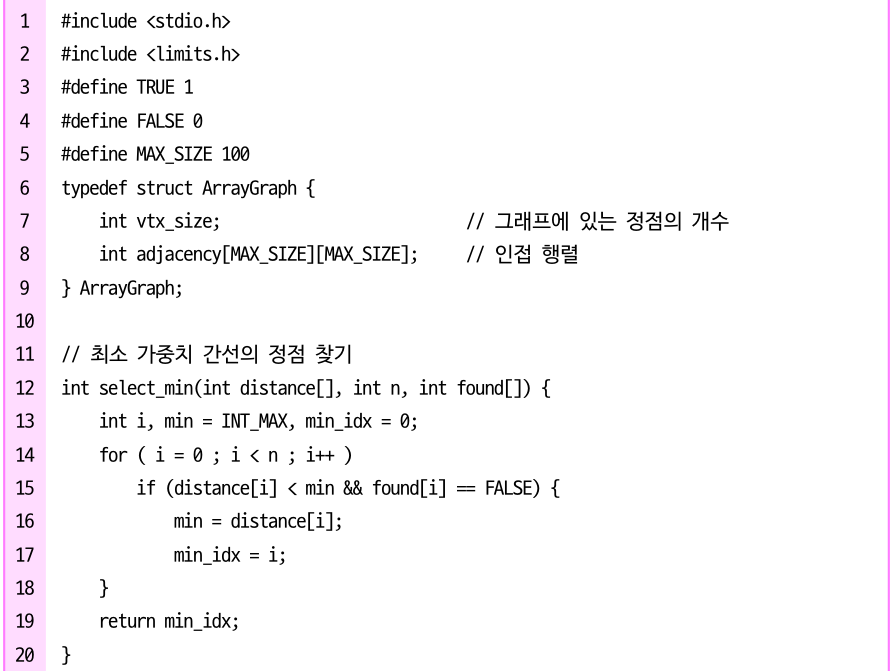 1 #include <stdio.h>
2 #include <limits.h>
3 #define TRUE 1
4 #define FALSE 0
5 #define MAX_SIZE 100
6 typedef struct ArrayGraph {
7     int vtx_size;                          // 그래프에 있는 정점의 개수
8     int adjacency[MAX_SIZE][MAX_SIZE];     // 인접 행렬
9 } ArrayGraph;
10
11 // 최소 가중치 간선의 정점 찾기
12 int select_min(int distance[], int n, int found[]) {
13     int i, min = INT_MAX, min_idx = 0;
14     for ( i = 0 ; i < n ; i++ )
15         if (distance[i] < min && found[i] == FALSE) {
16             min = distance[i];
17             min_idx = i;
18     }
19     return min_idx;
20 }